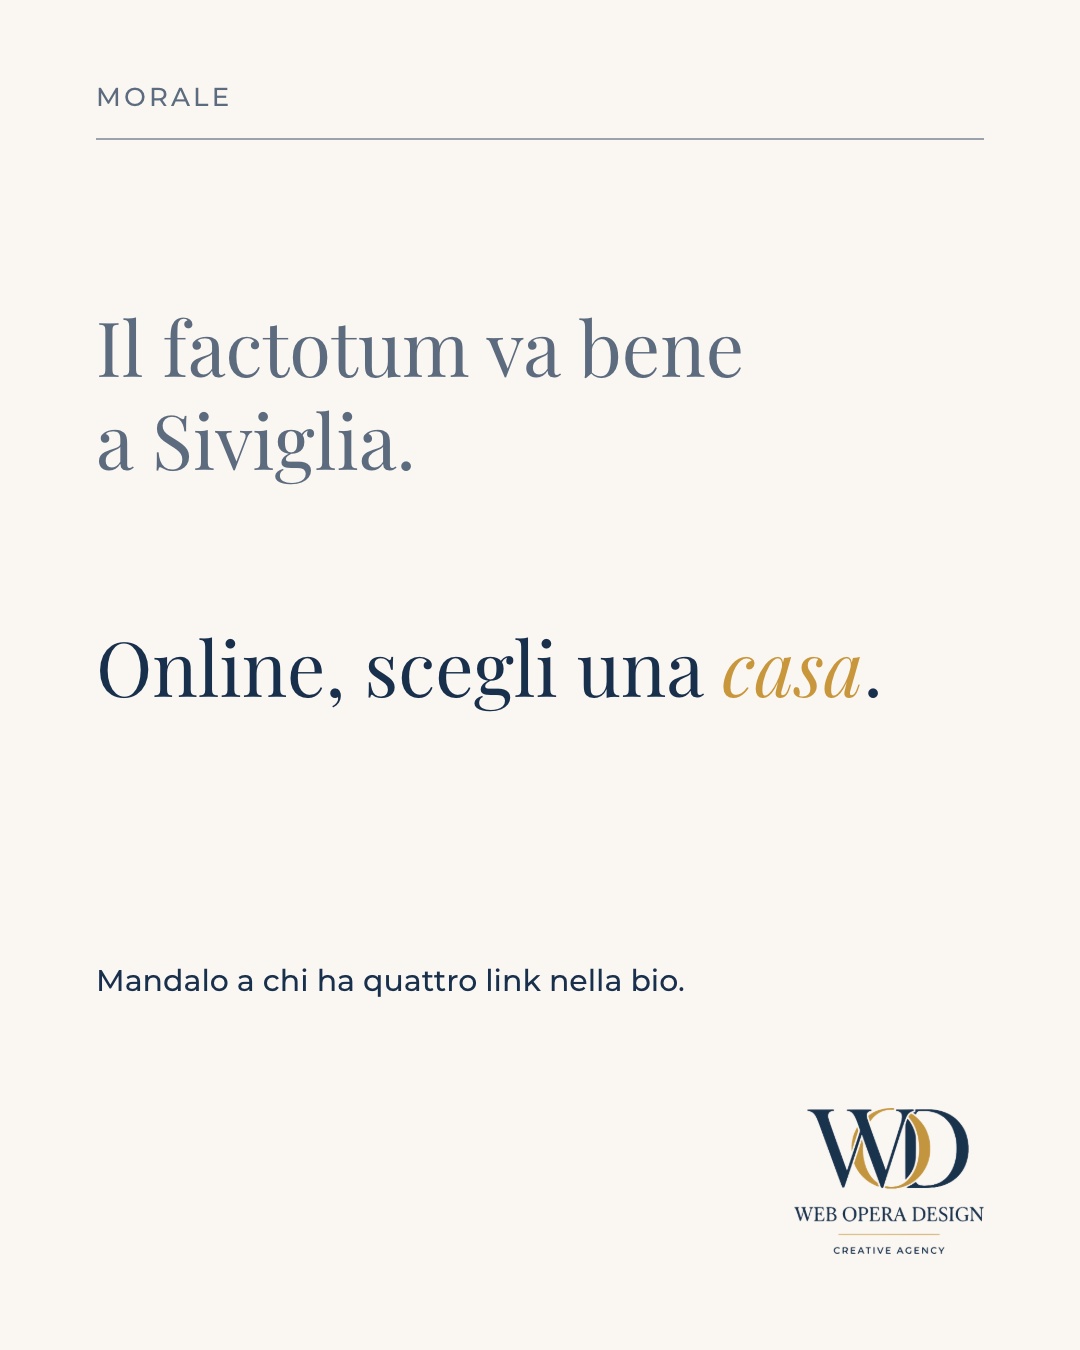 MORALE
Il factotum va bene
a Siviglia.
Online, scegli una casa.
Mandalo a chi ha quattro link nella bio.
WOD
WEB OPERA DESIGN
CREATIVE AGENCY